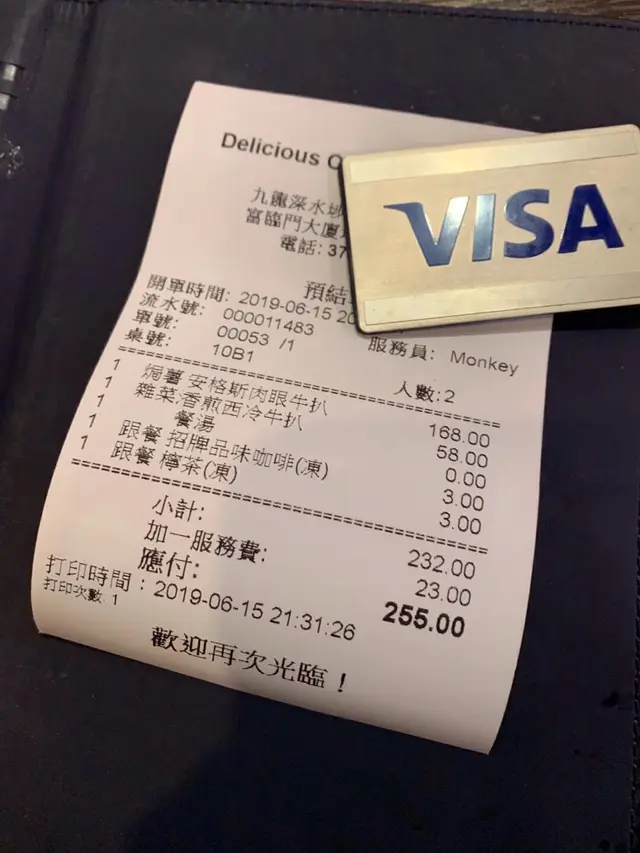 Delicious
VISA
九龍深水埗
富臨門大廈
電話: 37
預結
開單時間: 2019-06-15 20
流水號: 000011483
服務員: Monkey
單號: 00053 /1
桌號: 10B1
人數:2
1 焗薯 安格斯肉眼牛扒 168.00
1 雜菜香煎西冷牛扒 58.00
1 餐湯 0.00
1 跟餐 招牌品味咖啡(凍) 3.00
1 跟餐 檸茶(凍) 3.00
小計: 232.00
加一服務費: 23.00
應付: 255.00
打印時間: 2019-06-15 21:31:26
打印次數 1
歡迎再次光臨!